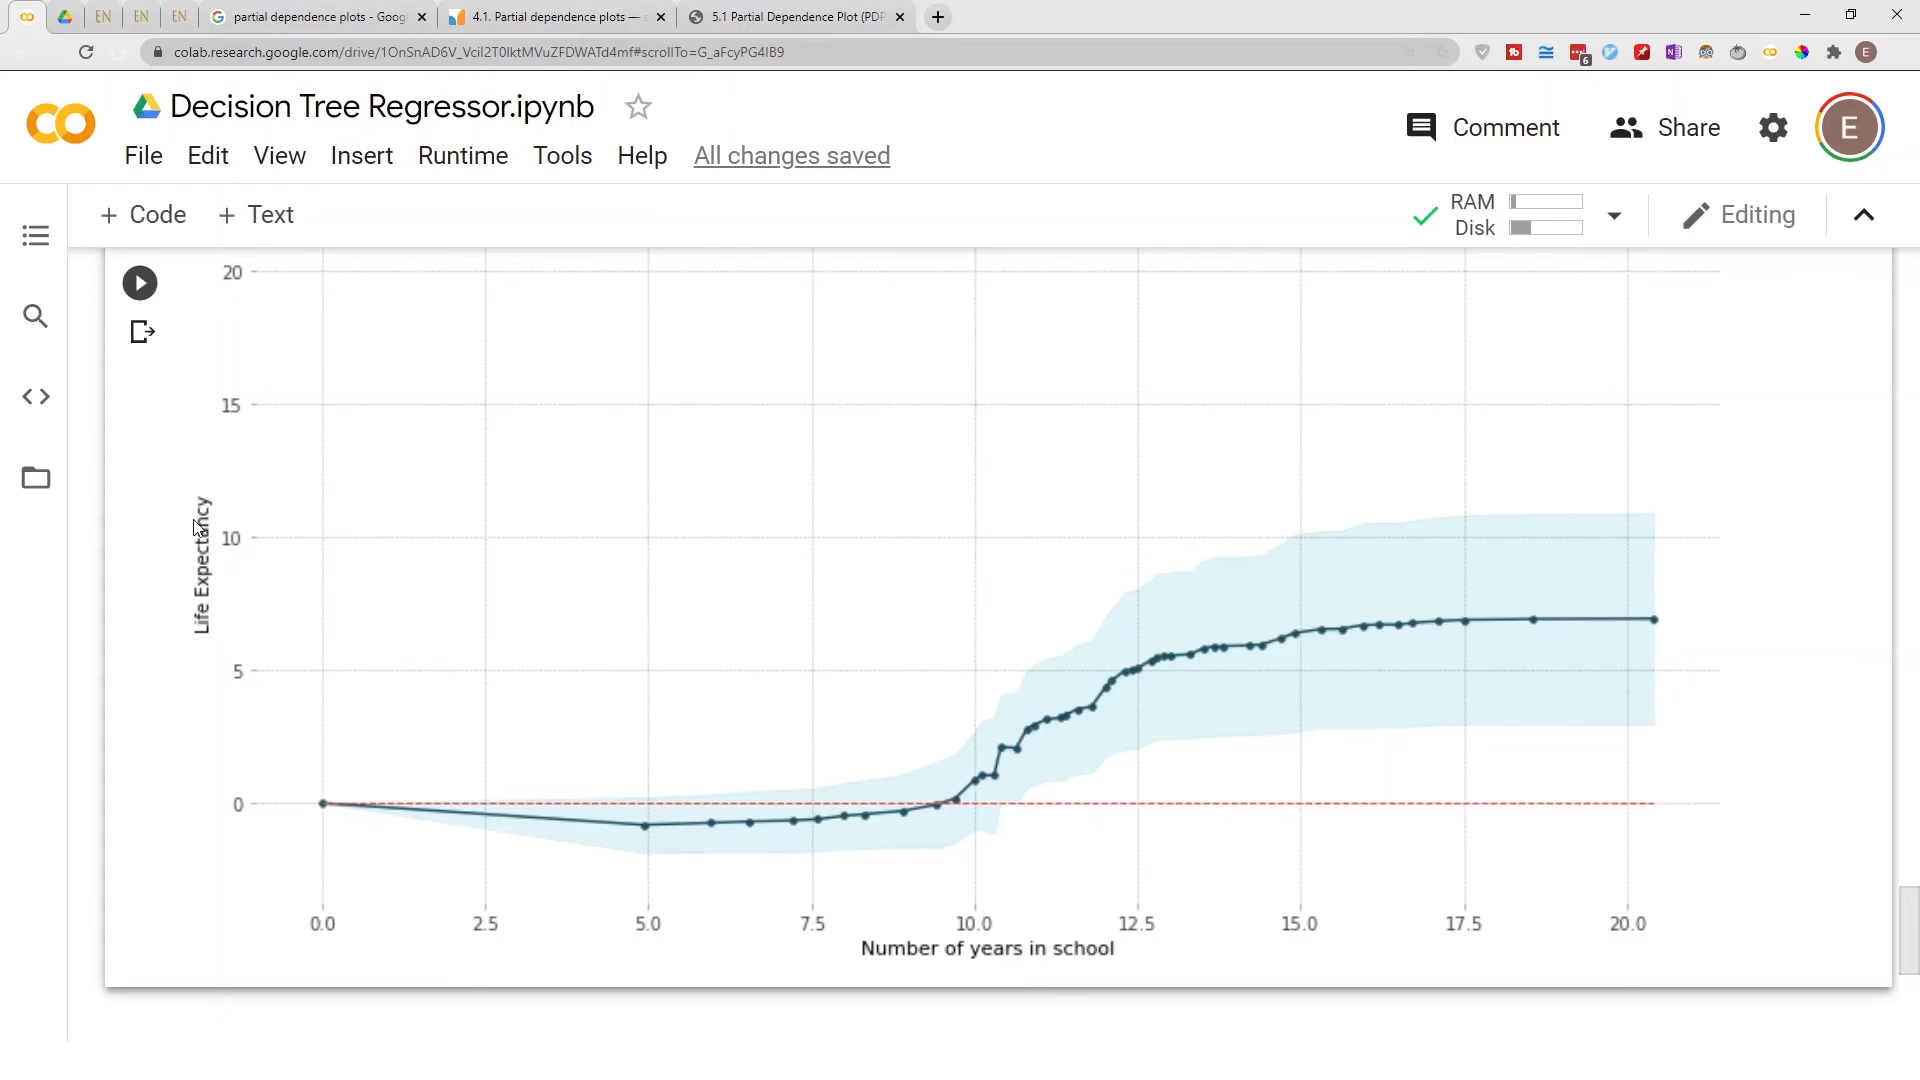 EN
EN
EN
partial dependence plots - Goog
4.1. Partial dependence plots — s
5.1 Partial Dependence Plot (PDP
colab.research.google.com/drive/1OnSnAD6V_Vcil2T0lktMVuZFDWATd4mf#scrollTo=G_aFcyPG4lB9
6
E
CO
Decision Tree Regressor.ipynb
Comment
Share
E
File Edit View Insert Runtime Tools Help All changes saved
+ Code + Text
RAM
Disk
Editing
20
15
10
5
0
Life Expectancy
0.0 2.5 5.0 7.5 10.0 12.5 15.0 17.5 20.0
Number of years in school